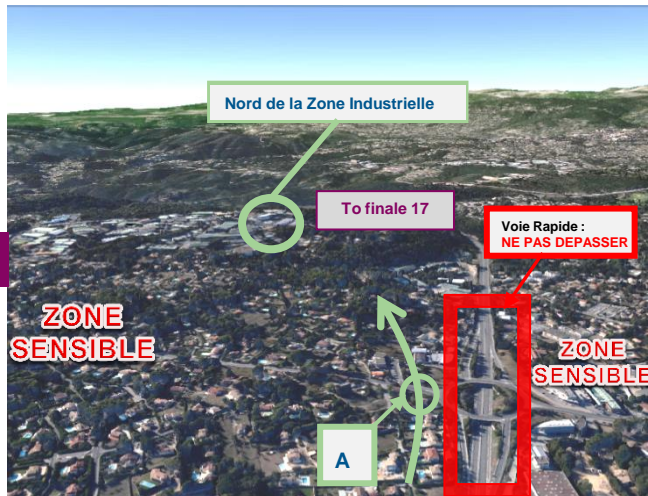 Nord de la Zone Industrielle
To finale 17
Voie Rapide :
NE PAS DEPASSER
ZONE
SENSIBLE
ZONE
SENSIBLE
A